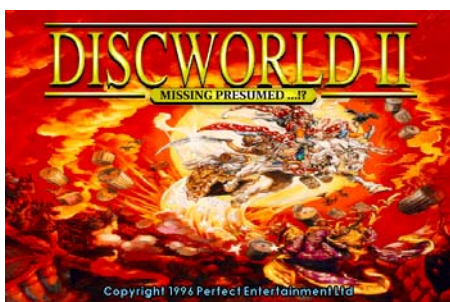 DISCWORLD II
MISSING PRESUMED ...!?
Copyright 1996 Perfect Entertainment Ltd